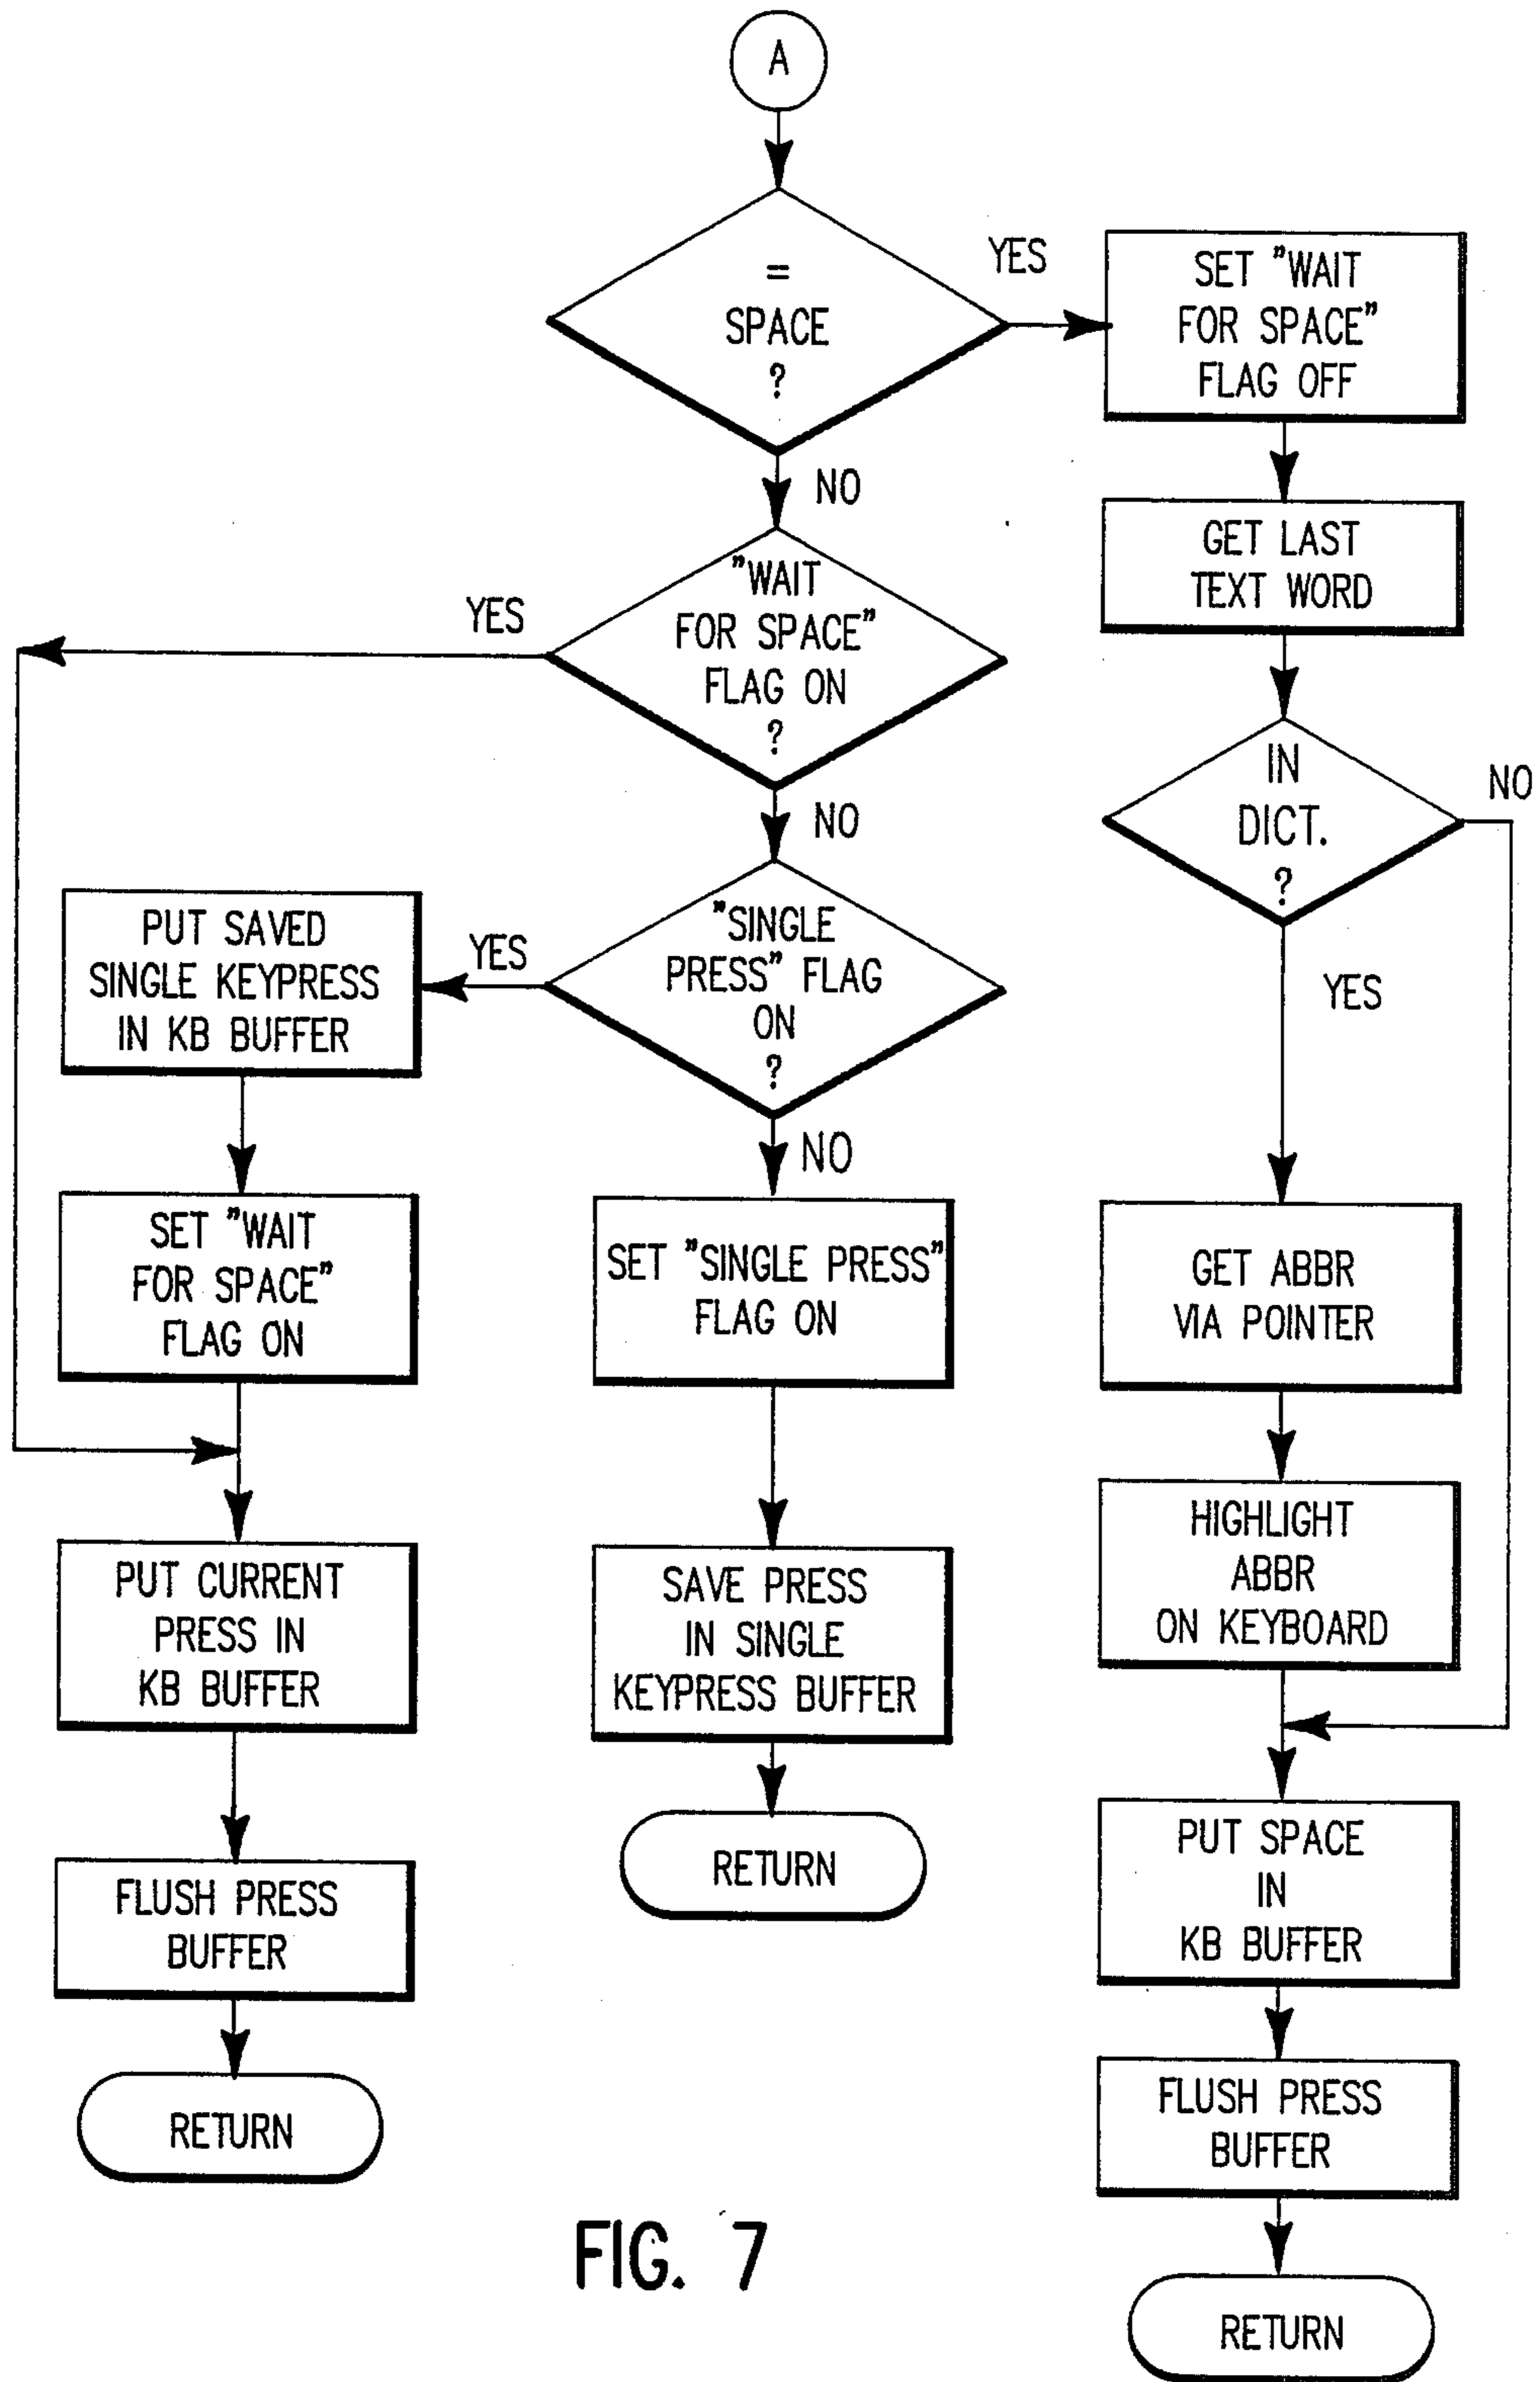 A
=
SPACE
?
YES
SET "WAIT
FOR SPACE"
FLAG OFF
NO
GET LAST
TEXT WORD
"WAIT
FOR SPACE"
FLAG ON
?
YES
NO
IN
DICT.
?
NO
YES
"SINGLE
PRESS" FLAG
ON
?
YES
PUT SAVED
SINGLE KEYPRESS
IN KB BUFFER
NO
SET "WAIT
FOR SPACE"
FLAG ON
SET "SINGLE PRESS"
FLAG ON
GET ABBR
VIA POINTER
HIGHLIGHT
ABBR
ON KEYBOARD
PUT CURRENT
PRESS IN
KB BUFFER
SAVE PRESS
IN SINGLE
KEYPRESS BUFFER
PUT SPACE
IN
KB BUFFER
FLUSH PRESS
BUFFER
RETURN
FLUSH PRESS
BUFFER
RETURN
RETURN
FIG. 7